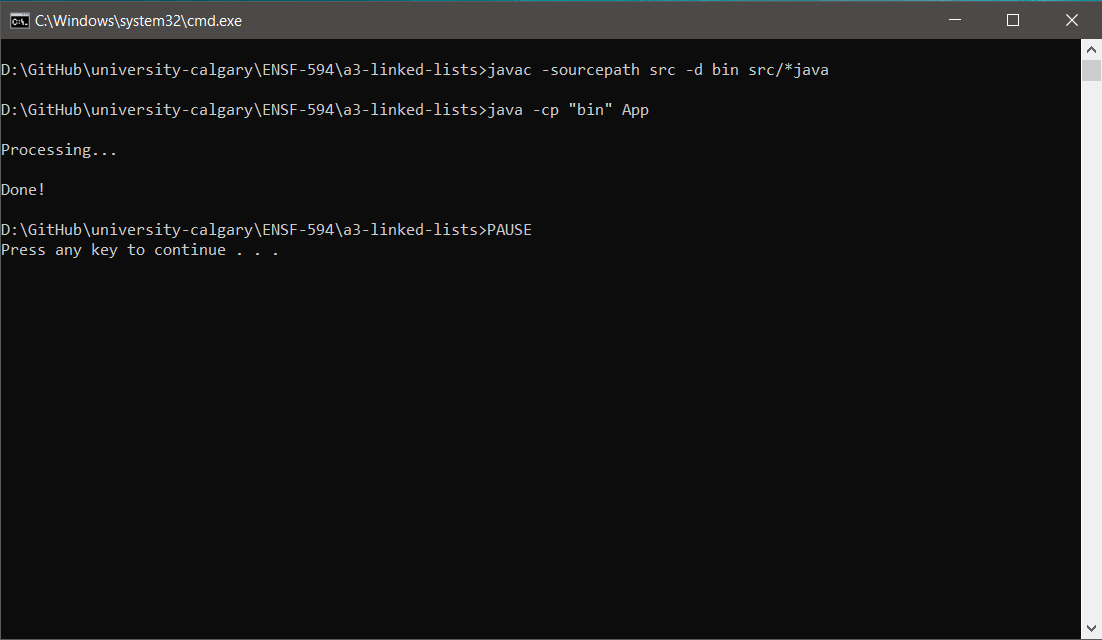 C:\Windows\system32\cmd.exe
D:\GitHub\university-calgary\ENSF-594\a3-linked-lists>javac -sourcepath src -d bin src/*java
D:\GitHub\university-calgary\ENSF-594\a3-linked-lists>java -cp "bin" App
Processing...
Done!
D:\GitHub\university-calgary\ENSF-594\a3-linked-lists>PAUSE
Press any key to continue . . .